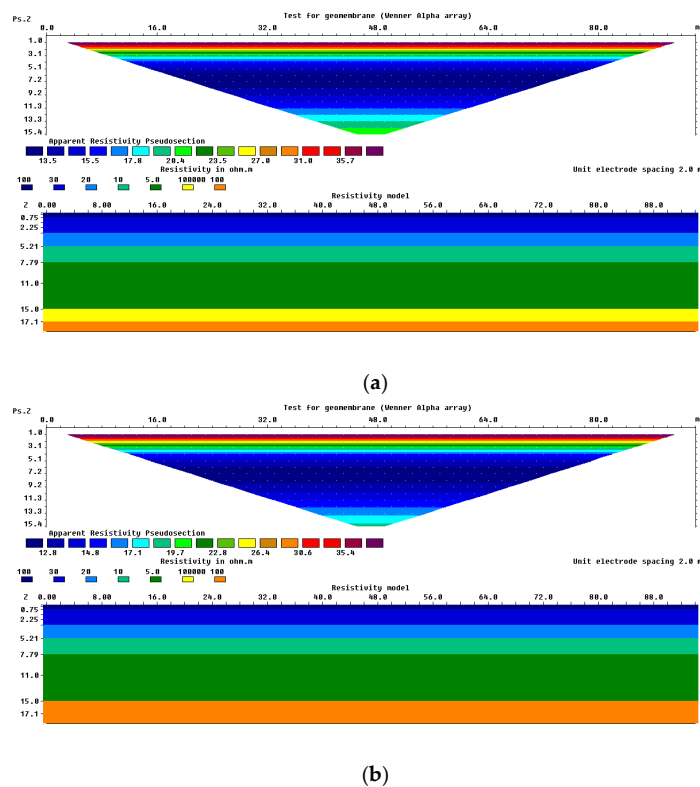 Test for geomembrane (Wenner Alpha array)
Ps.Z 0.0 16.0 32.0 48.0 64.0 80.0 m
1.0
3.1
5.1
7.2
9.2
11.3
13.3
15.4
Apparent Resistivity Pseudosection
13.5 15.5 17.8 20.4 23.5 27.0 31.0 35.7
Resistivity in ohm.m Unit electrode spacing 2.0 m
100 30 20 10 5.0 100000 100
Resistivity model
Z 0.00 8.00 16.0 24.0 32.0 40.0 48.0 56.0 64.0 72.0 80.0 88.0
0.75
2.25
5.21
7.79
11.0
15.0
17.1
(a)
Test for geomembrane (Wenner Alpha array)
Ps.Z 0.0 16.0 32.0 48.0 64.0 80.0 m
1.0
3.1
5.1
7.2
9.2
11.3
13.3
15.4
Apparent Resistivity Pseudosection
12.8 14.8 17.1 19.7 22.8 26.4 30.6 35.4
Resistivity in ohm.m Unit electrode spacing 2.0 m
100 30 20 10 5.0 100000 100
Resistivity model
Z 0.00 8.00 16.0 24.0 32.0 40.0 48.0 56.0 64.0 72.0 80.0 88.0
0.75
2.25
5.21
7.79
11.0
15.0
17.1
(b)